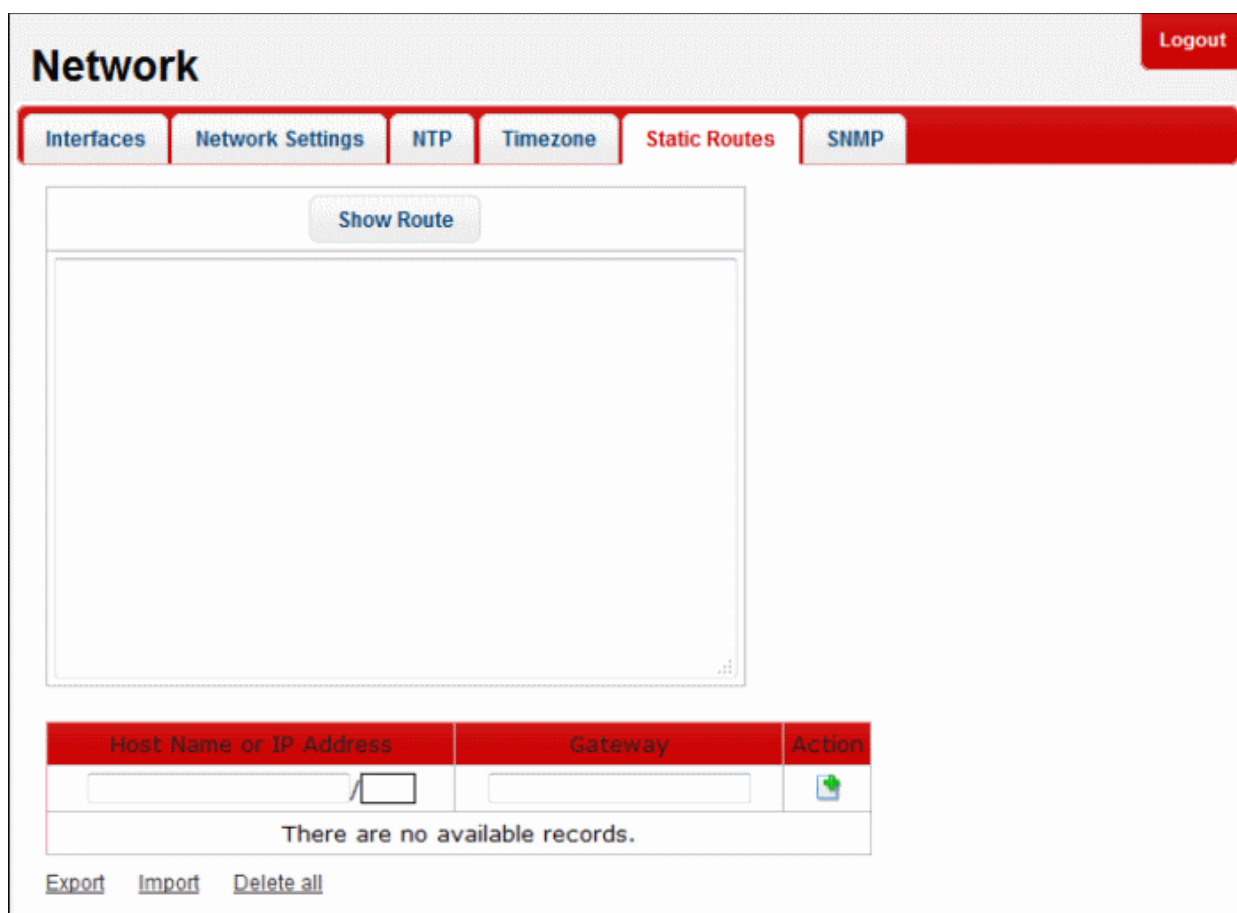 Logout
Network
Interfaces Network Settings NTP Timezone Static Routes SNMP
Show Route
Host Name or IP Address Gateway Action
/
There are no available records.
Export Import Delete all